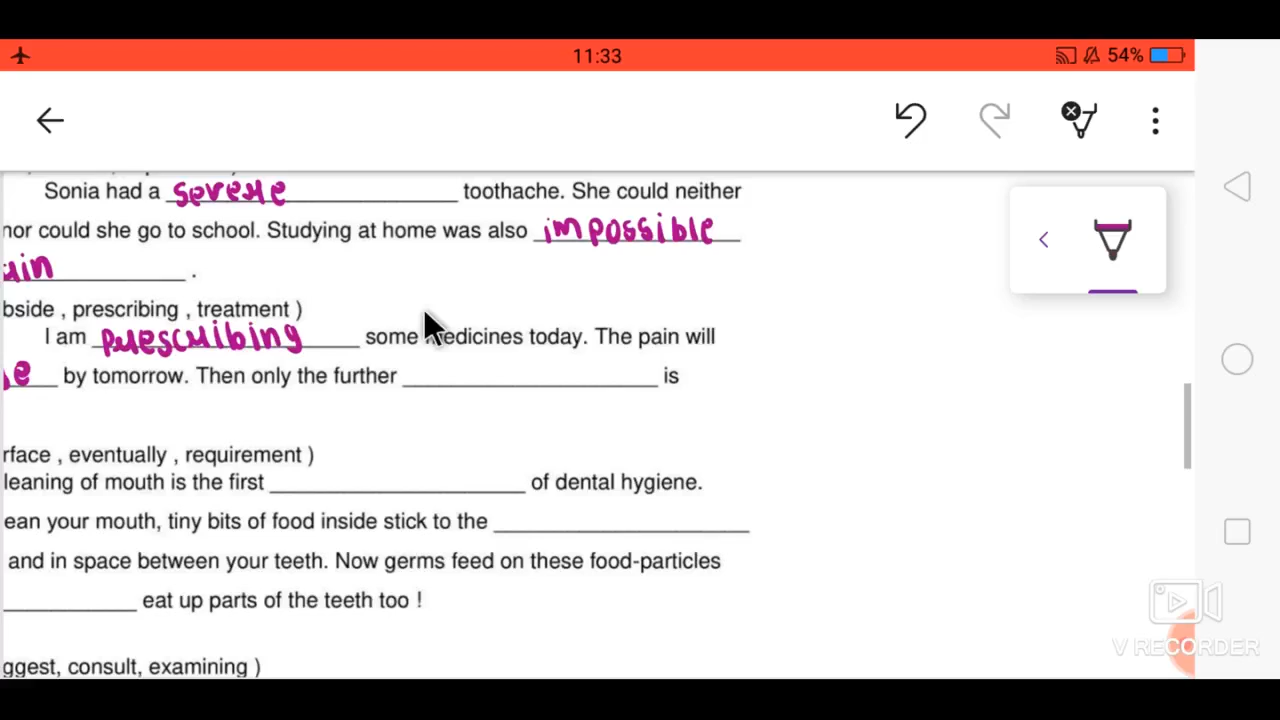 11:33
54%
Sonia had a severe toothache. She could neither
nor could she go to school. Studying at home was also impossible
ain .
bside , prescribing , treatment )
I am prescribing some medicines today. The pain will
e by tomorrow. Then only the further is
rface , eventually , requirement )
leaning of mouth is the first of dental hygiene.
ean your mouth, tiny bits of food inside stick to the
and in space between your teeth. Now germs feed on these food-particles
eat up parts of the teeth too !
ggest, consult, examining )
V RECORDER